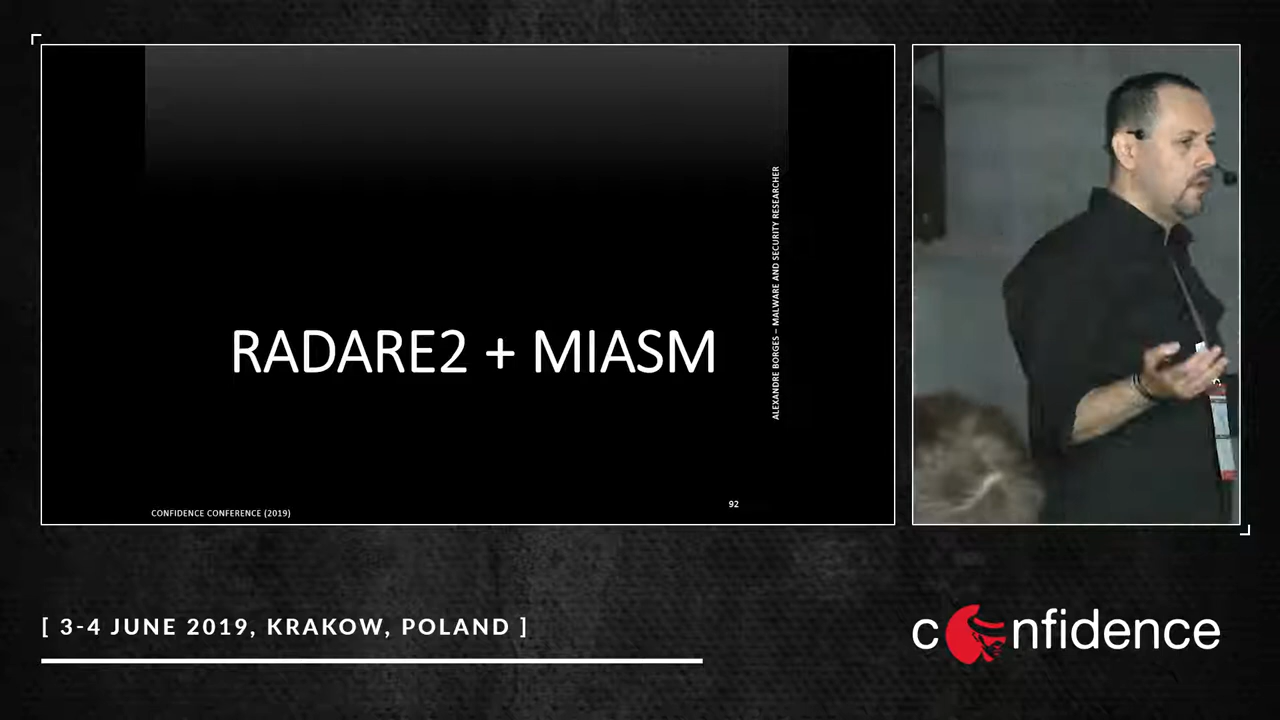 RADARE2 + MIASM
ALEXANDRE BORGES – MALWARE AND SECURITY RESEARCHER
92
CONFIDENCE CONFERENCE (2019)
[ 3-4 JUNE 2019, KRAKOW, POLAND ]
confidence